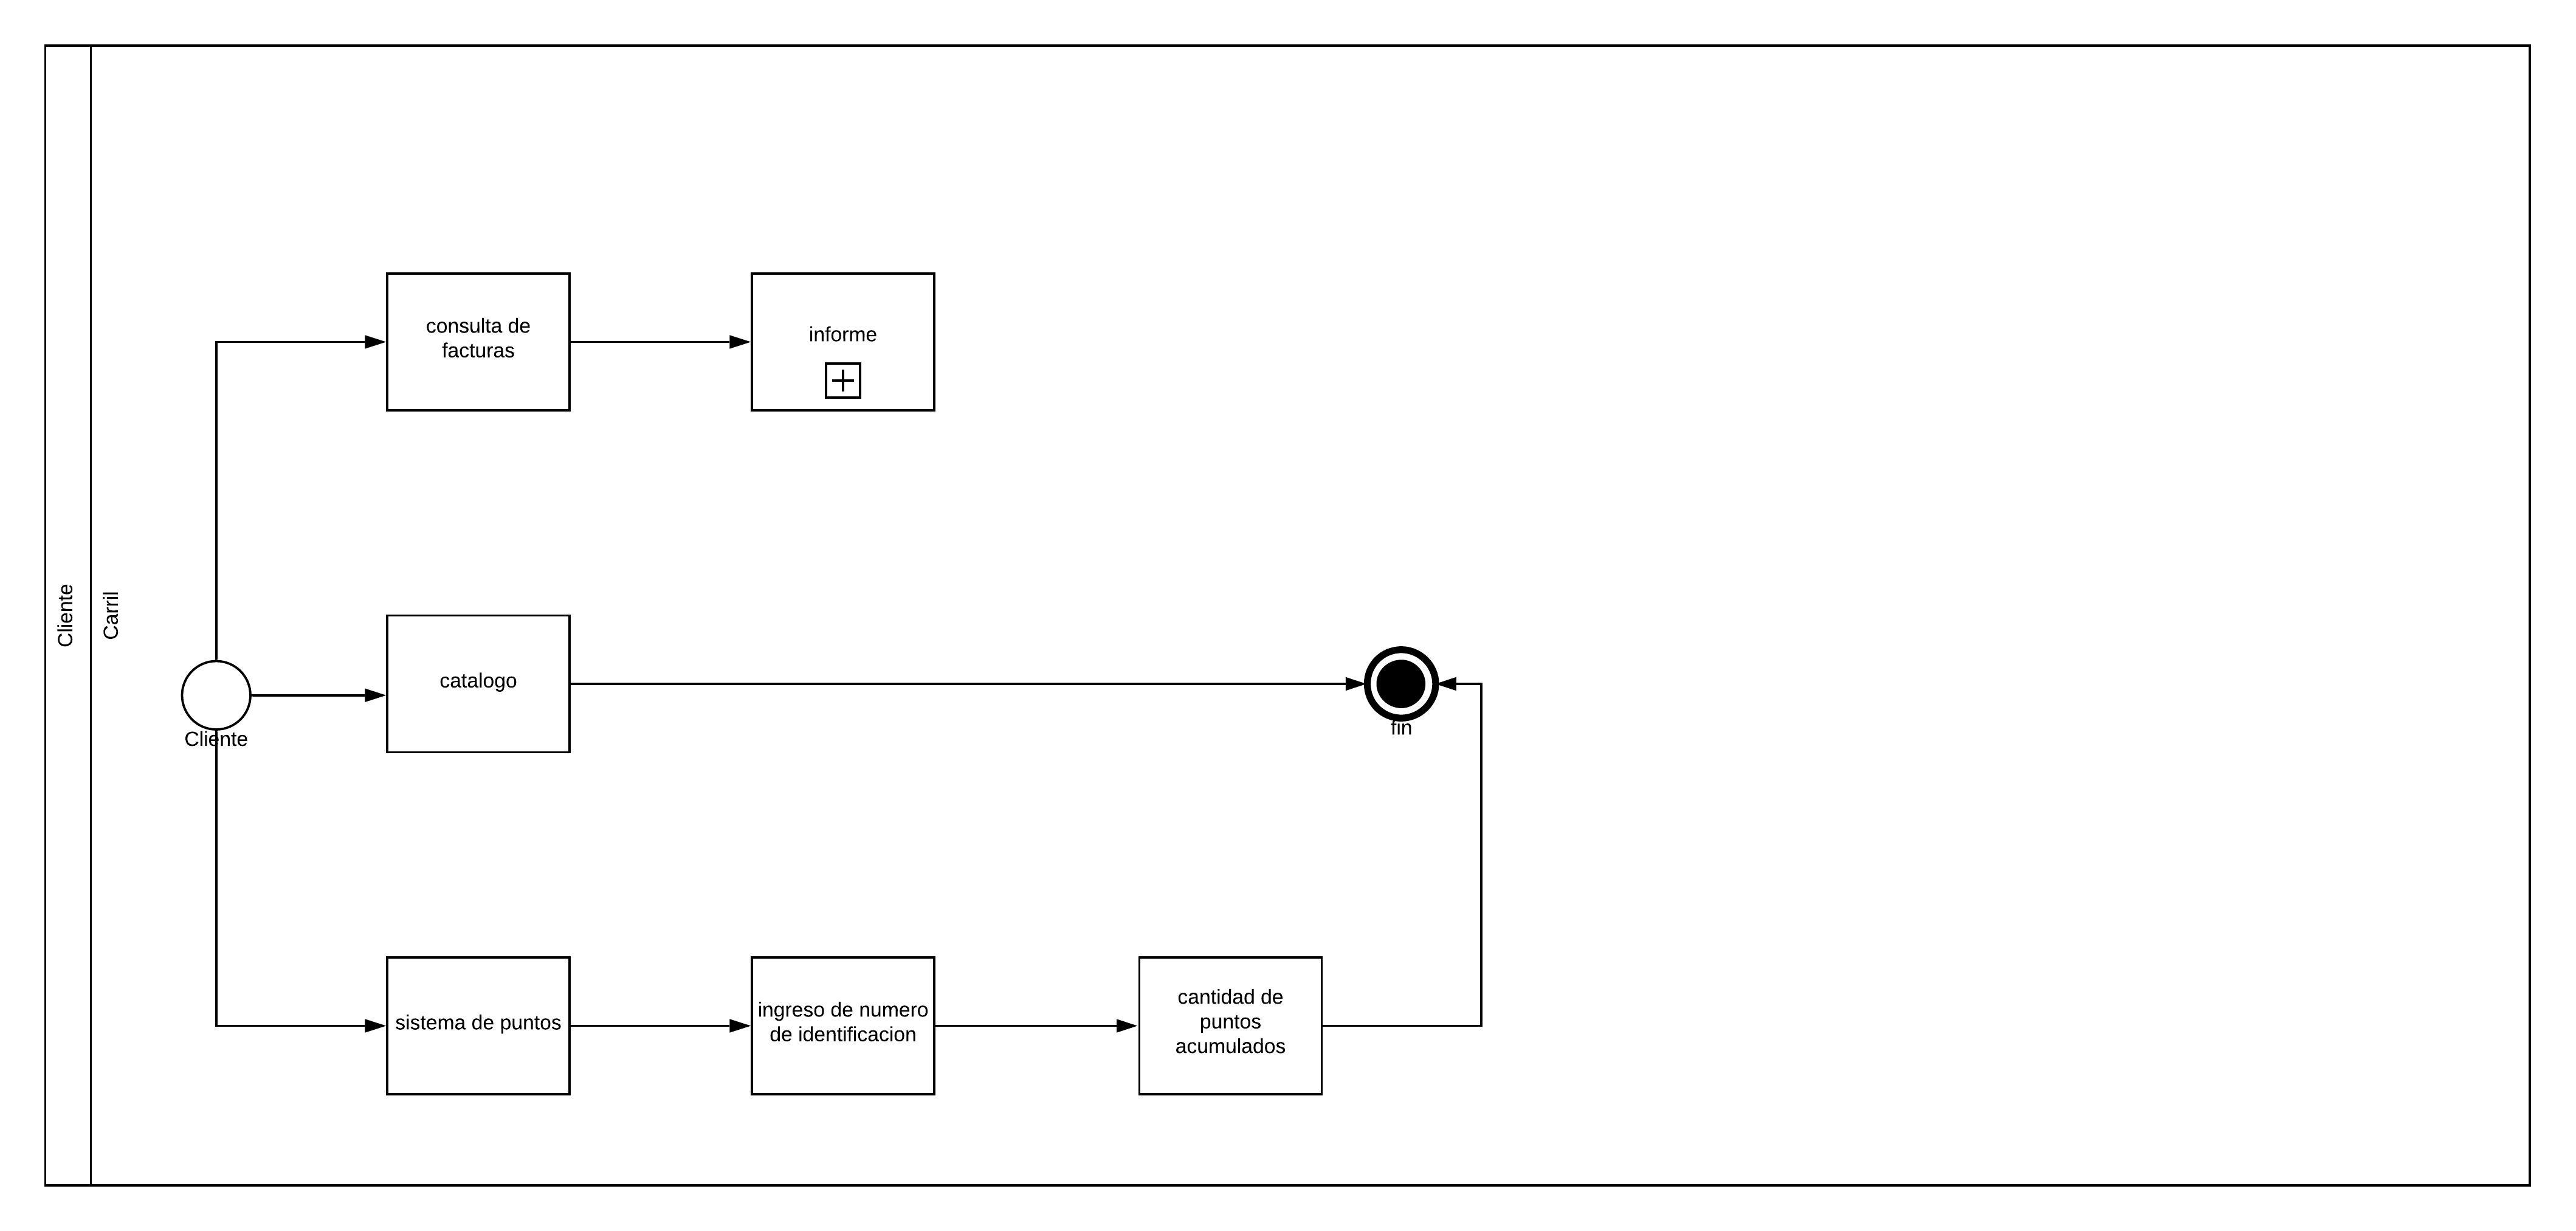 Cliente
Carril
consulta de
facturas
informe
catalogo
Cliente
fin
sistema de puntos
ingreso de numero
de identificacion
cantidad de
puntos
acumulados